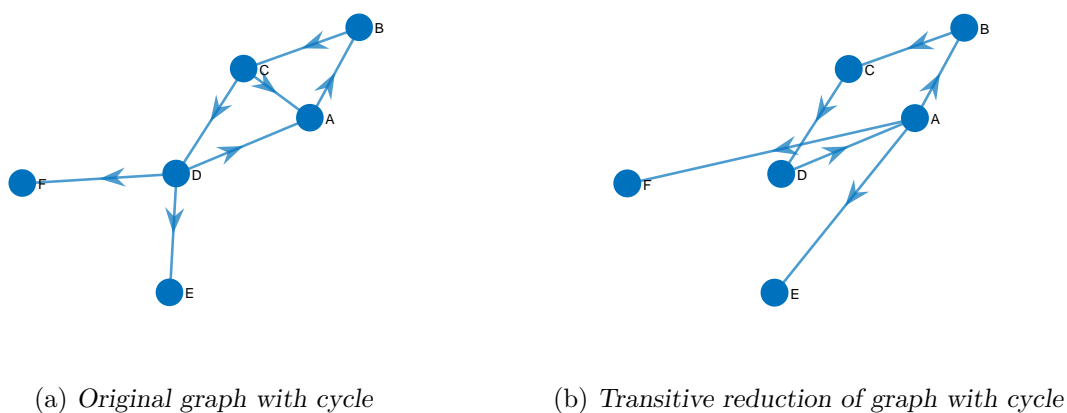 B
C
A
D
F
E
B
C
A
D
F
E
(a) Original graph with cycle
(b) Transitive reduction of graph with cycle